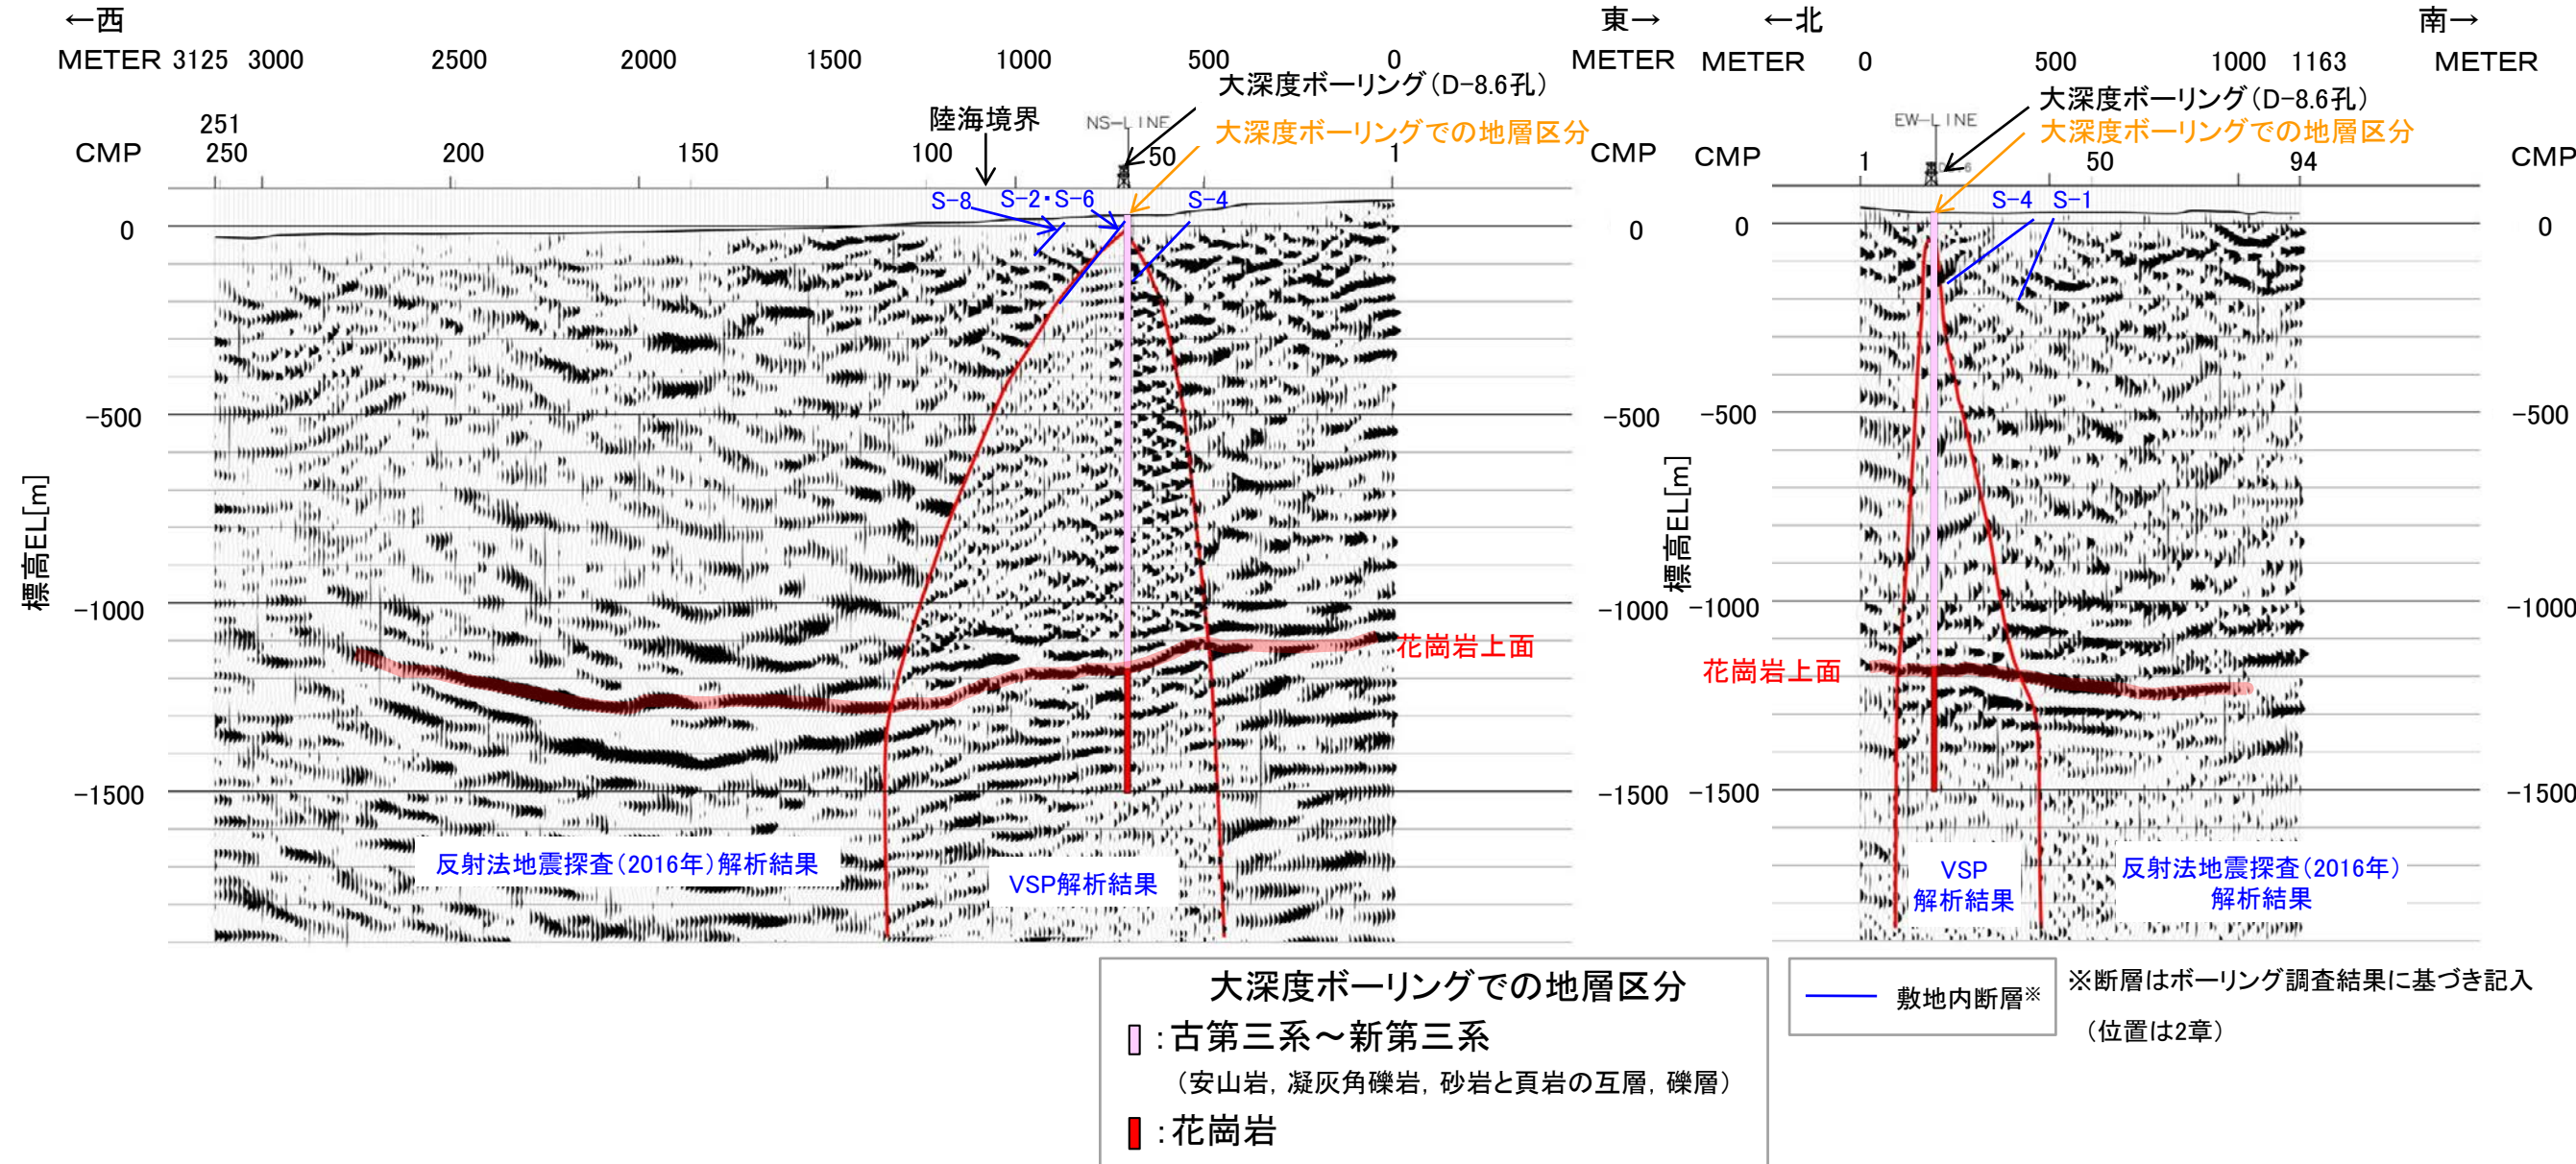 ←西
東→
METER 3125 3000 2500 2000 1500 1000 500 0 METER
大深度ボーリング(D-8.6孔)
陸海境界
NS-LINE
大深度ボーリングでの地層区分
251
CMP 250 200 150 100 50 1 CMP
S-8
S-2・S-6
S-4
0
-500
-1000
-1500
標高EL[m]
0
-500
-1000
-1500
花崗岩上面
反射法地震探査(2016年)解析結果
VSP解析結果
←北
南→
METER 0 500 1000 1163 METER
大深度ボーリング(D-8.6孔)
EW-LINE
大深度ボーリングでの地層区分
CMP 1 50 94 CMP
S-4
S-1
0
-500
-1000
-1500
標高EL[m]
0
-500
-1000
-1500
花崗岩上面
VSP
解析結果
反射法地震探査(2016年)
解析結果
大深度ボーリングでの地層区分
:古第三系～新第三系
(安山岩, 凝灰角礫岩, 砂岩と頁岩の互層, 礫層)
:花崗岩
敷地内断層※
※断層はボーリング調査結果に基づき記入
(位置は2章)